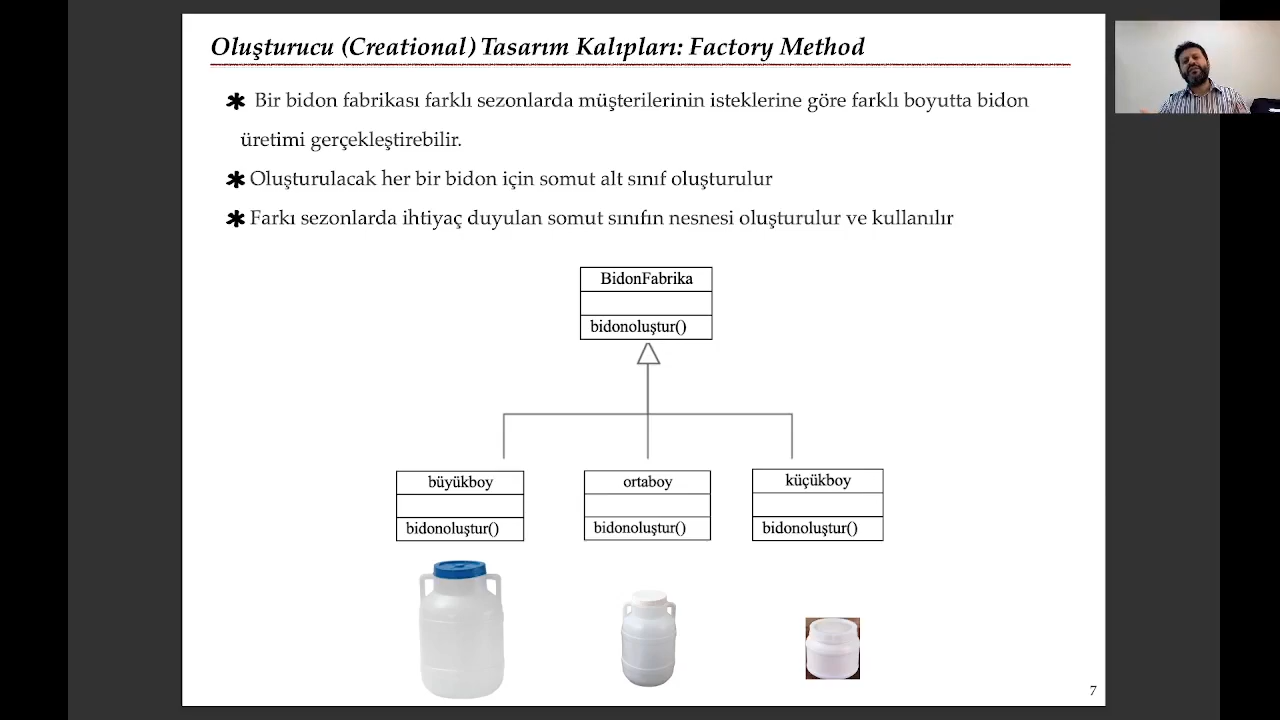 Oluşturucu (Creational) Tasarım Kalıpları: Factory Method
✱ Bir bidon fabrikası farklı sezonlarda müşterilerinin isteklerine göre farklı boyutta bidon
üretimi gerçekleştirebilir.
✱ Oluşturulacak her bir bidon için somut alt sınıf oluşturulur
✱ Farkı sezonlarda ihtiyaç duyulan somut sınıfın nesnesi oluşturulur ve kullanılır
BidonFabrika
bidonoluştur()
büyükboy
bidonoluştur()
ortaboy
bidonoluştur()
küçükboy
bidonoluştur()
7